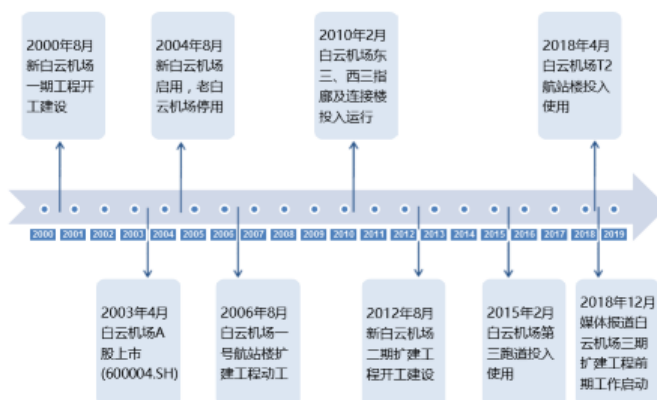 2000年8月
新白云机场
一期工程开
工建设
2004年8月
新白云机场
启用，老白
云机场停用
2010年2月
白云机场东
三、西三指
廊及连接楼
投入运行
2018年4月
白云机场T2
航站楼投入
使用
2000 2001 2002 2003 2004 2005 2006 2007 2008 2009 2010 2011 2012 2013 2014 2015 2016 2017 2018 2019
2003年4月
白云机场A
股上市
(600004.SH)
2006年8月
白云机场一
号航站楼扩
建工程动工
2012年8月
新白云机场
二期扩建工
程开工建设
2015年2月
白云机场第
三跑道投入
使用
2018年12月
媒体报道白
云机场三期
扩建工程前
期工作启动